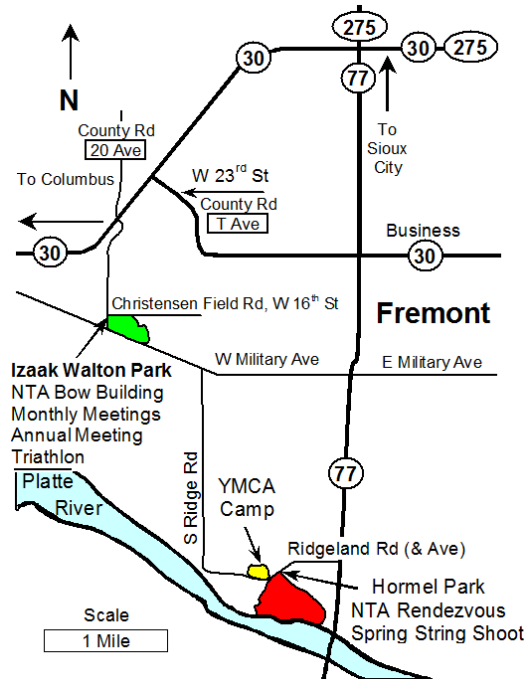 275
30
30
275
77
N
County Rd
20 Ave
To
Sioux
City
To Columbus
W 23rd St
County Rd
T Ave
Business
30
30
Christensen Field Rd, W 16th St
Fremont
W Military Ave
E Military Ave
Izaak Walton Park
NTA Bow Building
Monthly Meetings
Annual Meeting
Triathlon
Platte
River
S Ridge Rd
YMCA
Camp
77
Ridgeland Rd (& Ave)
Hormel Park
NTA Rendezvous
Spring String Shoot
Scale
1 Mile